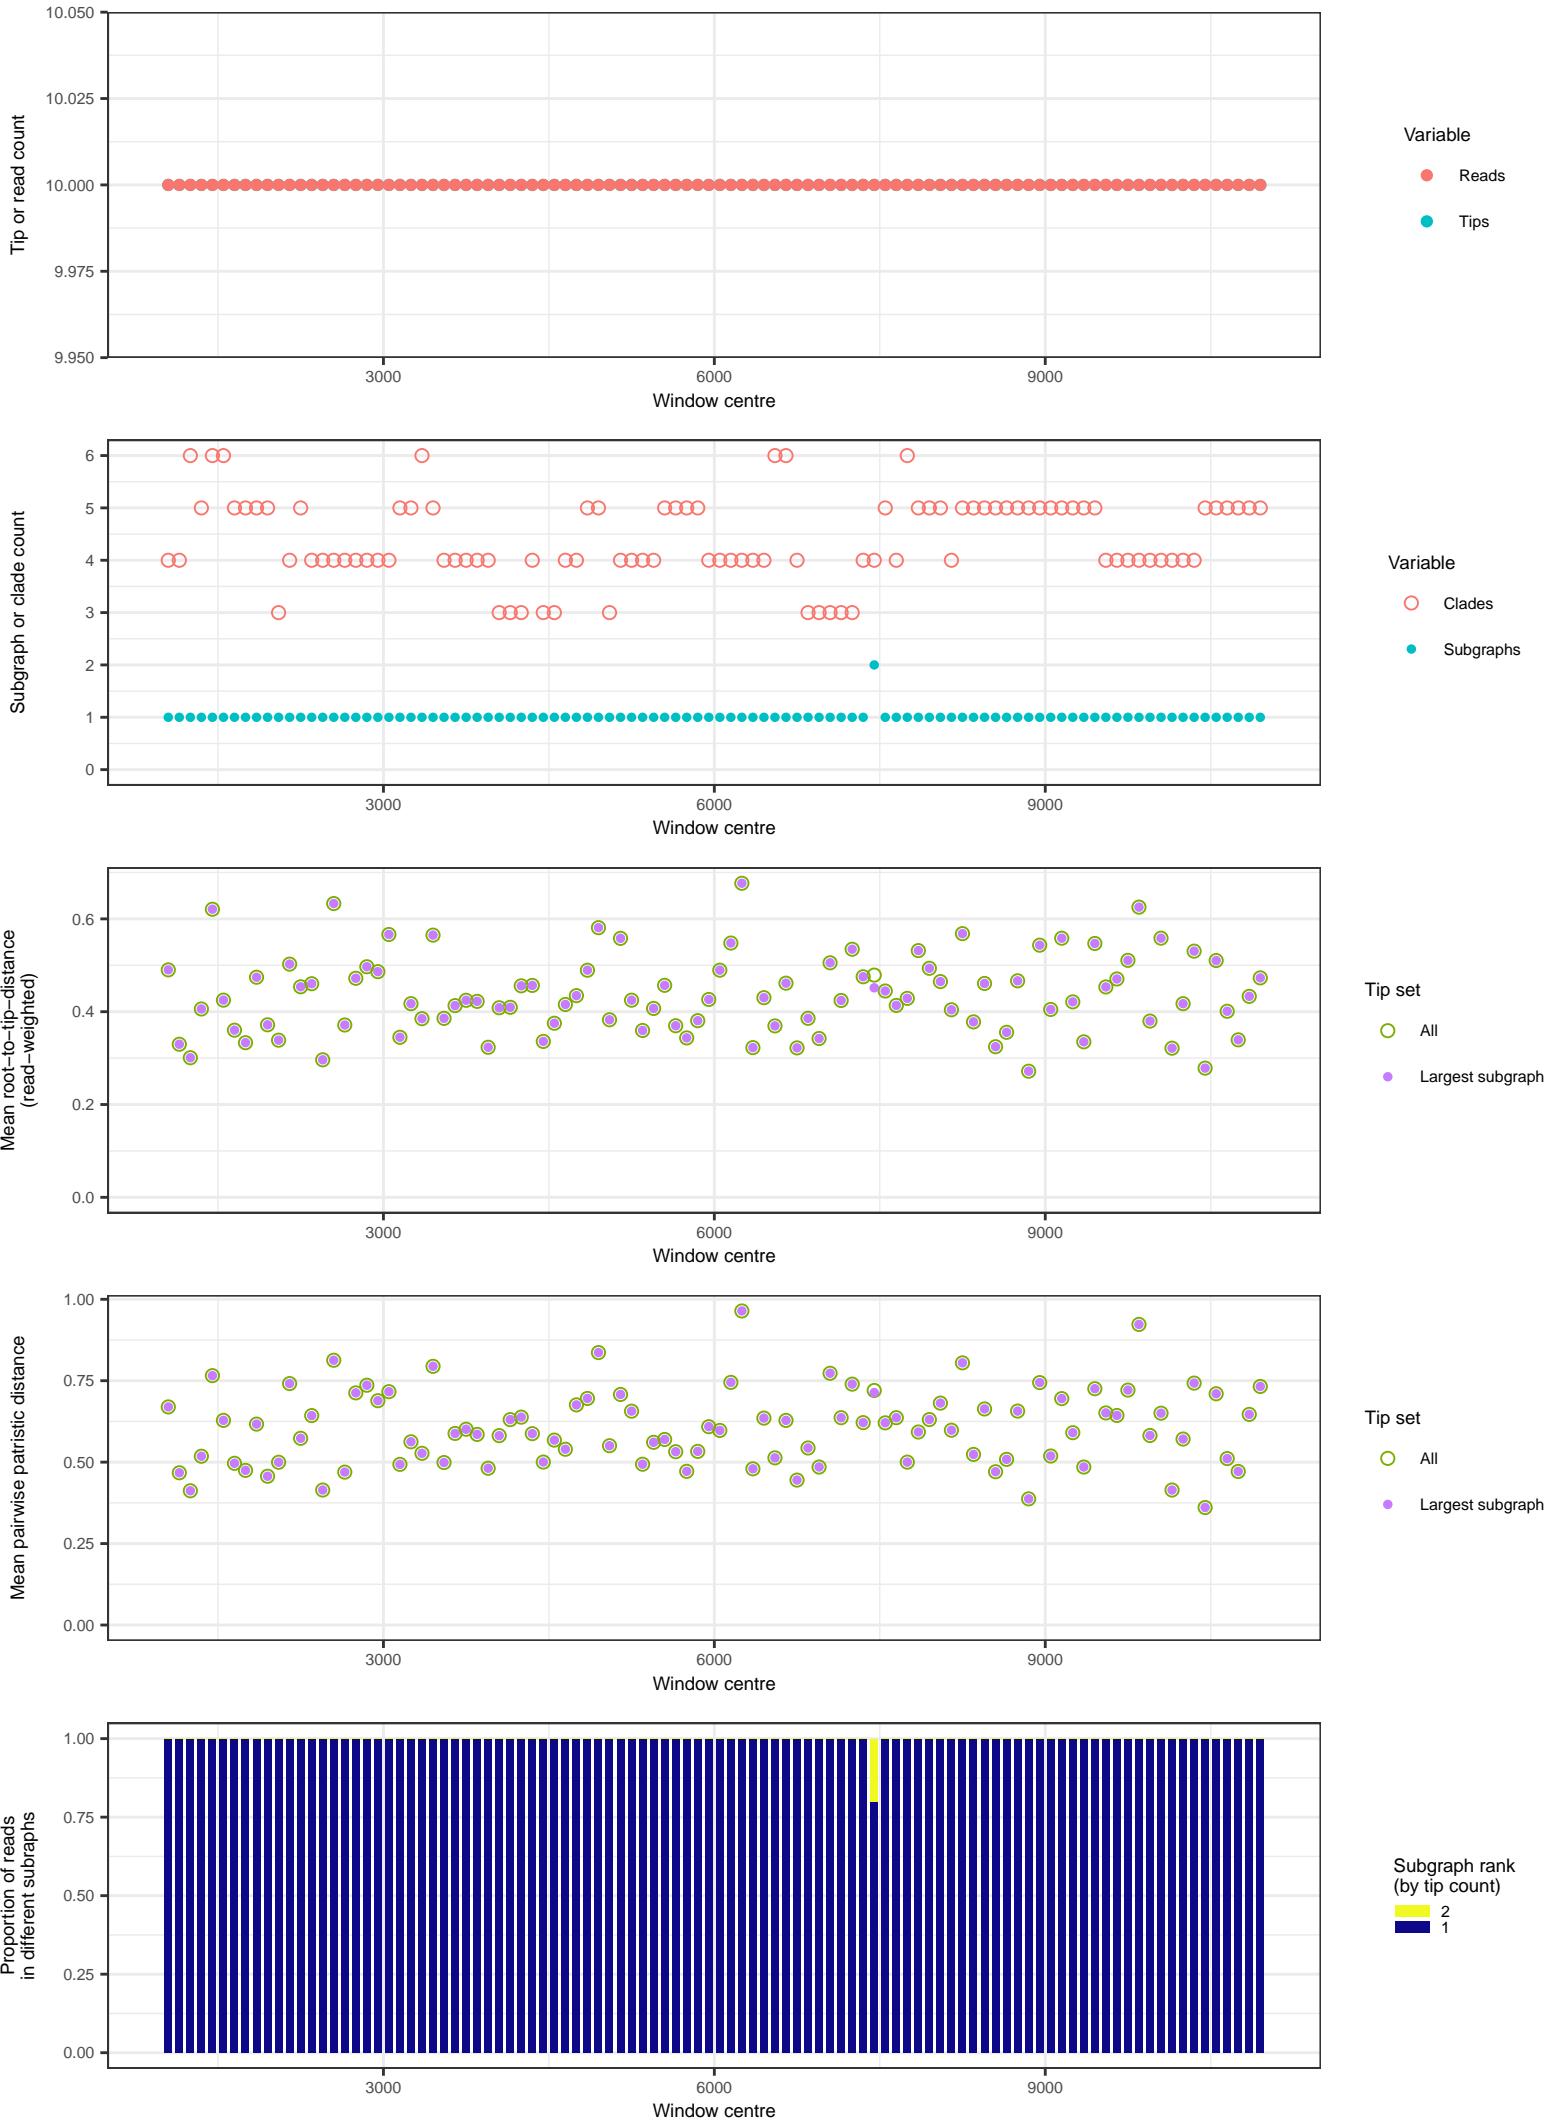 10.050
10.025
10.000
9.975
9.950
Tip or read count
3000
6000
9000
Window centre
Variable
Reads
Tips
6
5
4
3
2
1
0
Subgraph or clade count
3000
6000
9000
Window centre
Variable
Clades
Subgraphs
0.6
0.4
0.2
0.0
Mean root−to−tip−distance
(read−weighted)
3000
6000
9000
Window centre
Tip set
All
Largest subgraph
1.00
0.75
0.50
0.25
0.00
Mean pairwise patristic distance
3000
6000
9000
Window centre
Tip set
All
Largest subgraph
1.00
0.75
0.50
0.25
0.00
Proportion of reads
in different subraphs
3000
6000
9000
Window centre
Subgraph rank
(by tip count)
2
1